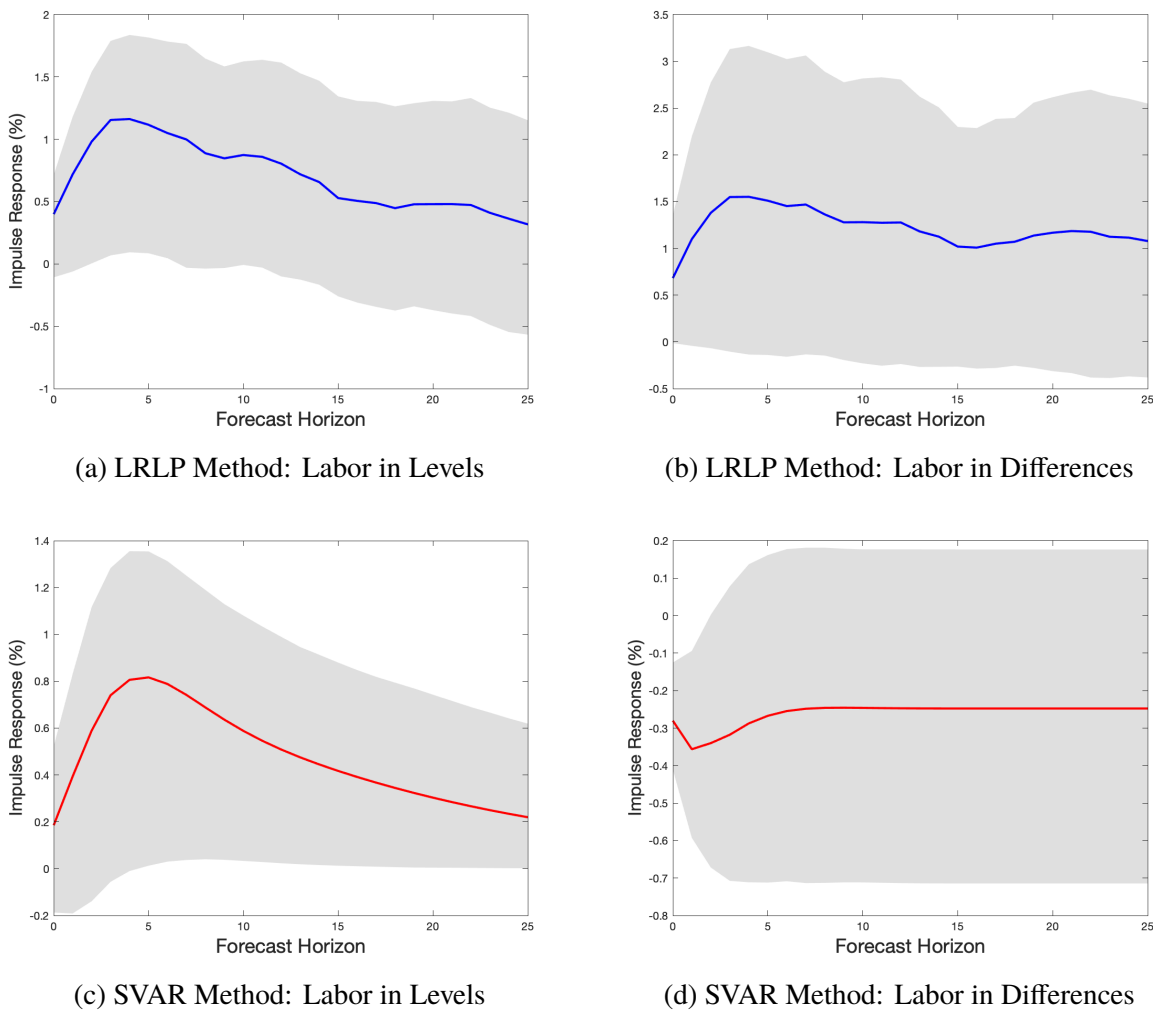 2
1.5
1
0.5
0
-0.5
-1
Impulse Response (%)
0 5 10 15 20 25
Forecast Horizon
(a) LRLP Method: Labor in Levels
3.5
3
2.5
2
1.5
1
0.5
0
-0.5
0 5 10 15 20 25
Forecast Horizon
(b) LRLP Method: Labor in Differences
1.4
1.2
1
0.8
0.6
0.4
0.2
0
-0.2
Impulse Response (%)
0 5 10 15 20 25
Forecast Horizon
(c) SVAR Method: Labor in Levels
0.2
0.1
0
-0.1
-0.2
-0.3
-0.4
-0.5
-0.6
-0.7
-0.8
Impulse Response (%)
0 5 10 15 20 25
Forecast Horizon
(d) SVAR Method: Labor in Differences